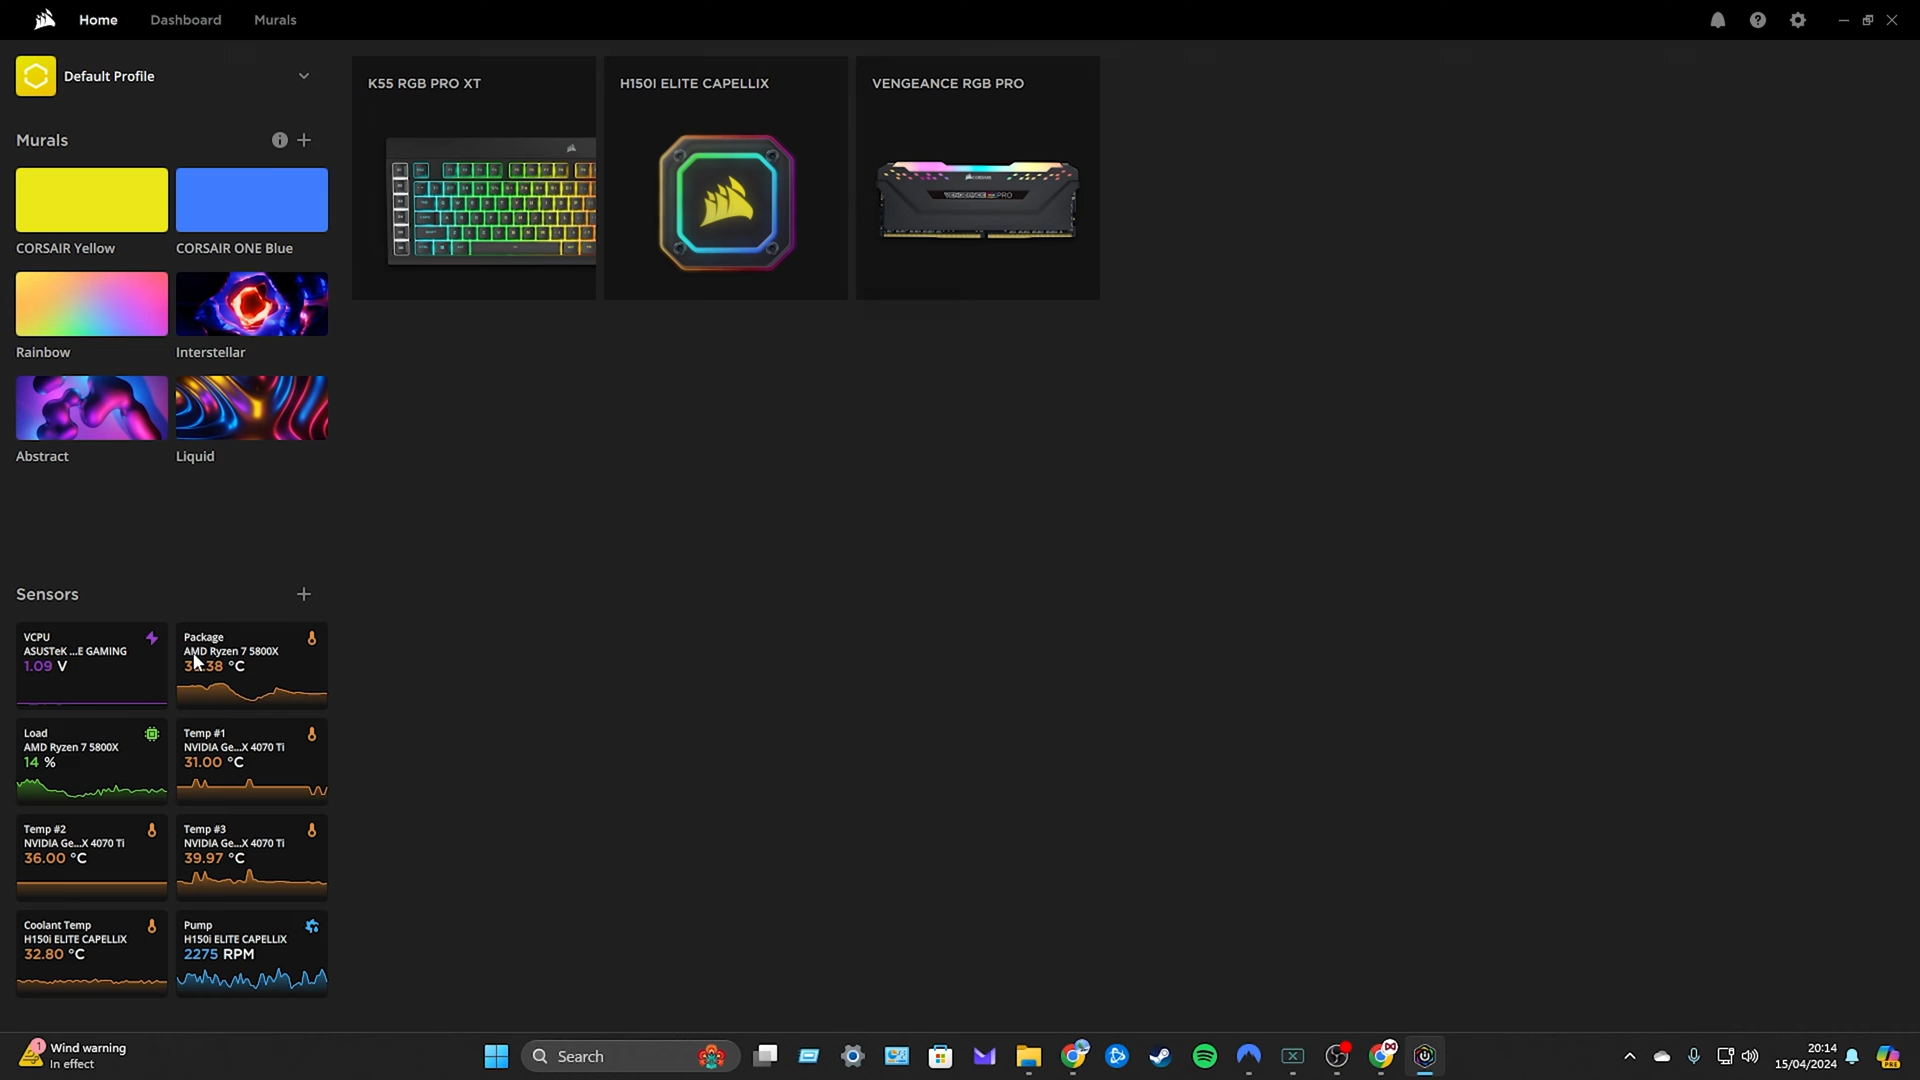 Home
Dashboard
Murals
Default Profile
K55 RGB PRO XT
H150I ELITE CAPELLIX
VENGEANCE RGB PRO
Murals
CORSAIR Yellow
CORSAIR ONE Blue
Rainbow
Interstellar
Abstract
Liquid
Sensors
VCPU
ASUSTeK ...E GAMING
1.09 V
Package
AMD Ryzen 7 5800X
.38 °C
Load
AMD Ryzen 7 5800X
14 %
Temp #1
NVIDIA Ge...X 4070 Ti
31.00 °C
Temp #2
NVIDIA Ge...X 4070 Ti
36.00 °C
Temp #3
NVIDIA Ge...X 4070 Ti
39.97 °C
Coolant Temp
H150i ELITE CAPELLIX
32.80 °C
Pump
H150i ELITE CAPELLIX
2275 RPM
1
Wind warning
In effect
Search
20:14
15/04/2024
PRE